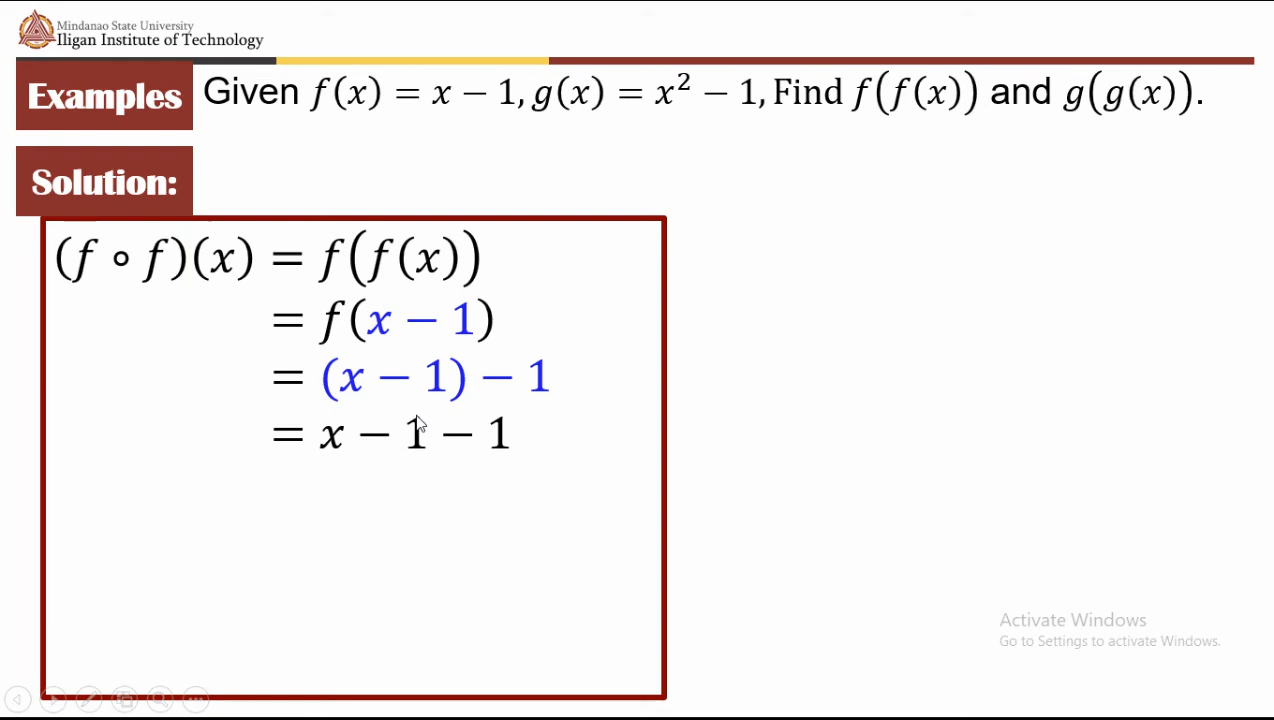 Mindanao State University
Iligan Institute of Technology
Examples Given f(x) = x − 1, g(x) = x² − 1, Find f(f(x)) and g(g(x)).
Solution:
(f ∘ f)(x) = f(f(x))
= f(x − 1)
= (x − 1) − 1
= x − 1 − 1
Activate Windows
Go to Settings to activate Windows.